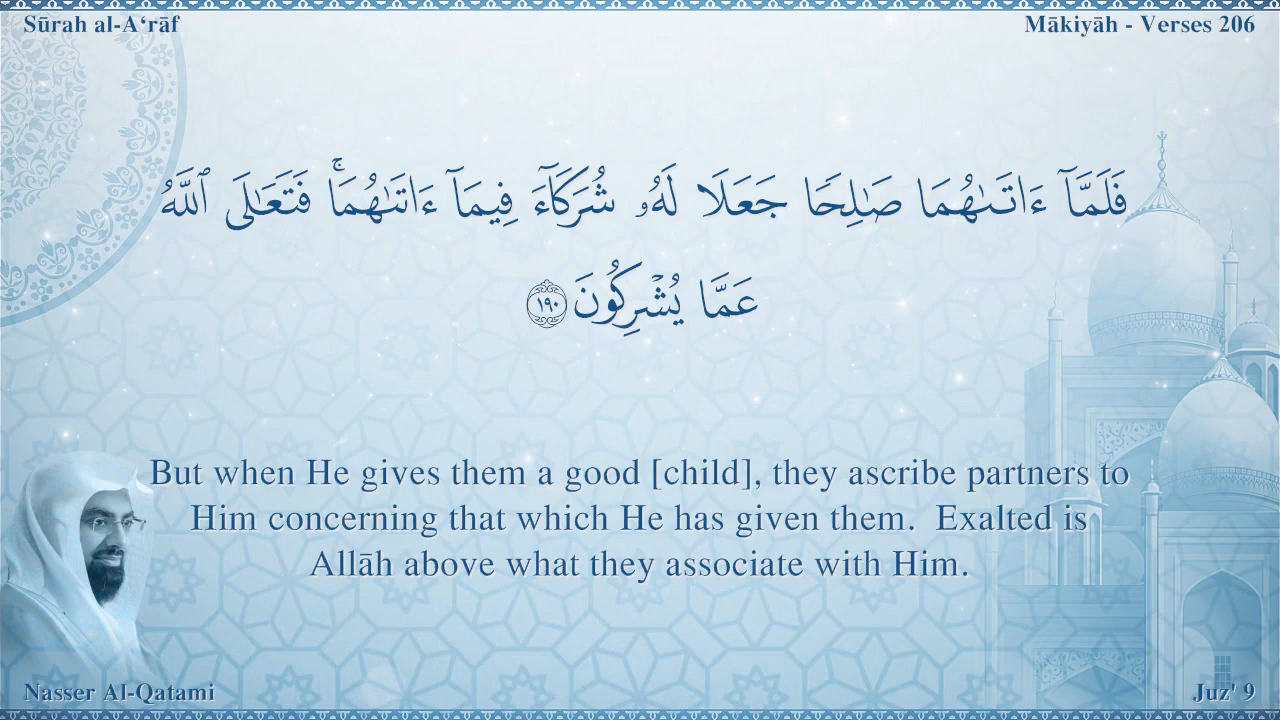 Sūrah al-A‘rāf
Mākiyāh - Verses 206
فَلَمَّآ ءَاتَىٰهُمَا صَـٰلِحًا جَعَلَا لَهُۥ شُرَكَآءَ فِيمَآ ءَاتَىٰهُمَا ۚ فَتَعَـٰلَى ٱللَّهُ
عَمَّا يُشْرِكُونَ ١٩٠
But when He gives them a good [child], they ascribe partners to
Him concerning that which He has given them.  Exalted is
Allāh above what they associate with Him.
Nasser Al-Qatami
Juz' 9